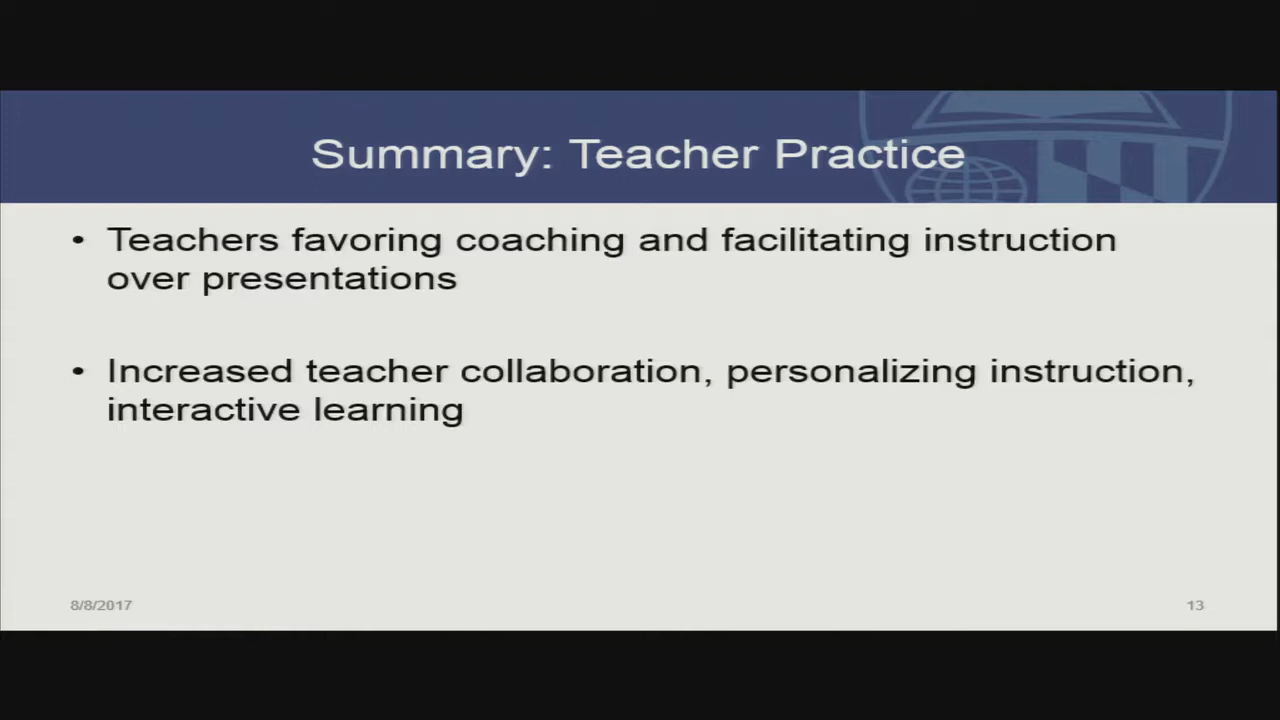 Summary: Teacher Practice
• Teachers favoring coaching and facilitating instruction
over presentations
• Increased teacher collaboration, personalizing instruction,
interactive learning
8/8/2017
13